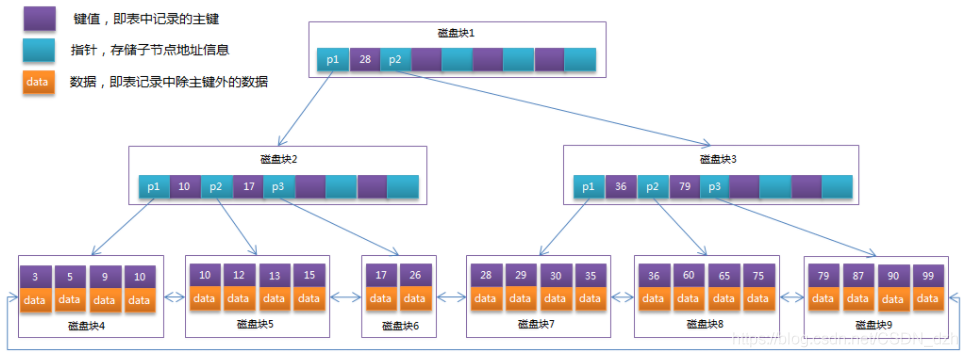 键值，即表中记录的主键
指针，存储子节点地址信息
data 数据，即表记录中除主键外的数据
磁盘块1
p1 28 p2
磁盘块2
p1 10 p2 17 p3
磁盘块3
p1 36 p2 79 p3
3 5 9 10
data data data data
磁盘块4
10 12 13 15
data data data data
磁盘块5
17 26
data data
磁盘块6
28 29 30 35
data data data data
磁盘块7
36 60 65 75
data data data data
磁盘块8
79 87 90 99
data data data data
磁盘块9
https://blog.csdn.net/CSDN_dzh